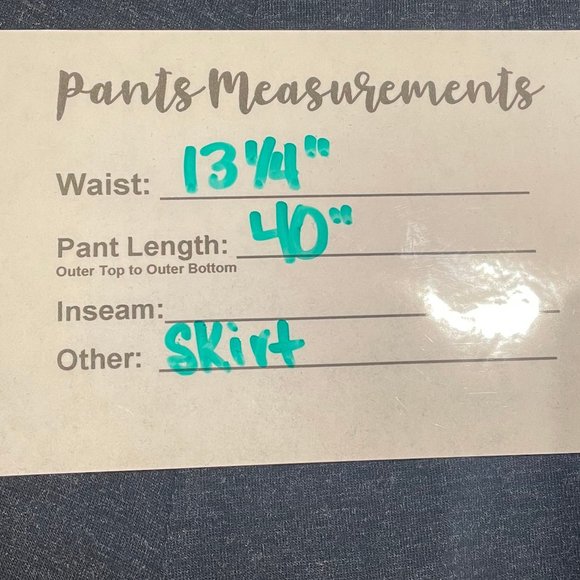 Pants Measurements
Waist: 13 1/4"
Pant Length: 40"
Outer Top to Outer Bottom
Inseam:
Other: Skirt